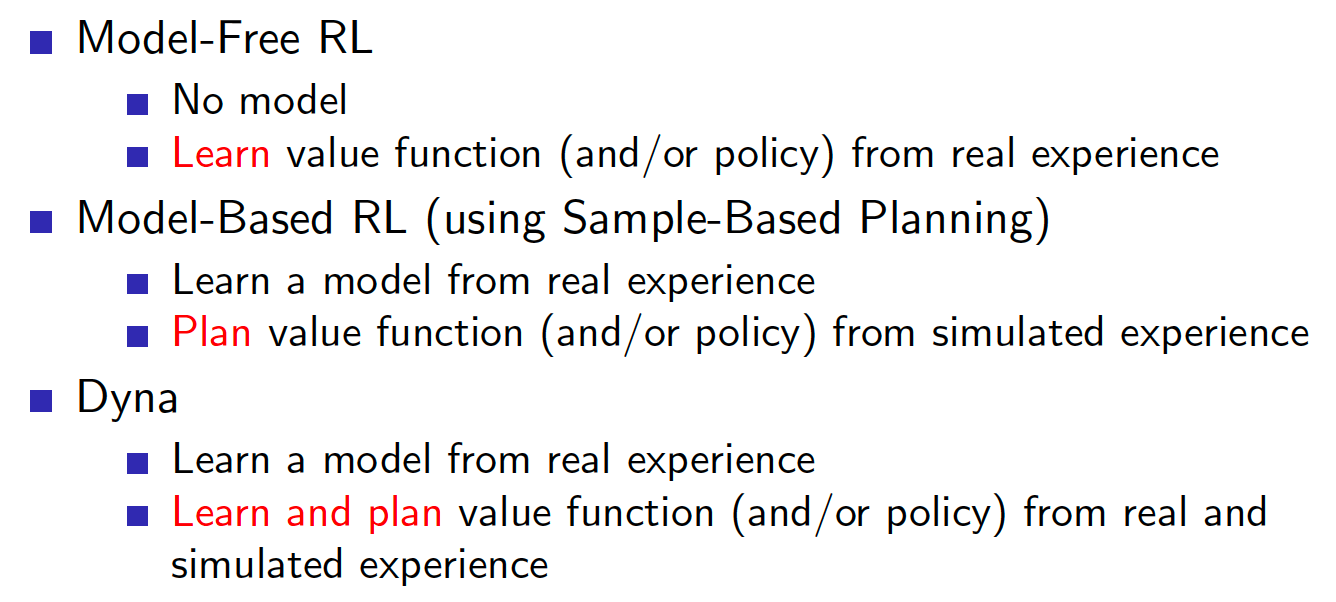 Model-Free RL
No model
Learn value function (and/or policy) from real experience
Model-Based RL (using Sample-Based Planning)
Learn a model from real experience
Plan value function (and/or policy) from simulated experience
Dyna
Learn a model from real experience
Learn and plan value function (and/or policy) from real and
simulated experience